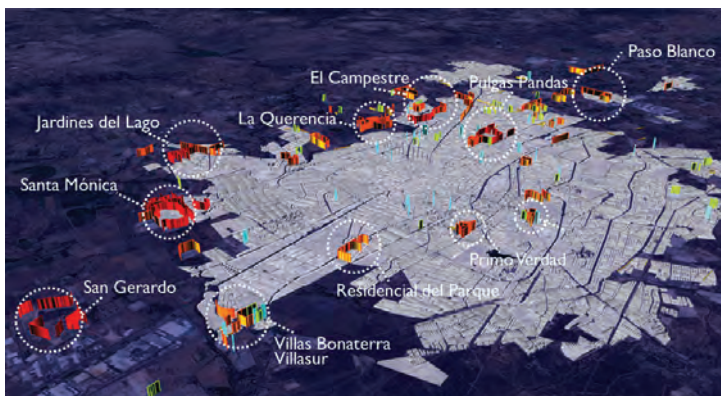 Paso Blanco
El Campestre
Pulgas Pandas
La Querencia
Jardines del Lago
Santa Mónica
Primo Verdad
San Gerardo
Residencial del Parque
Villas Bonaterra
Villasur